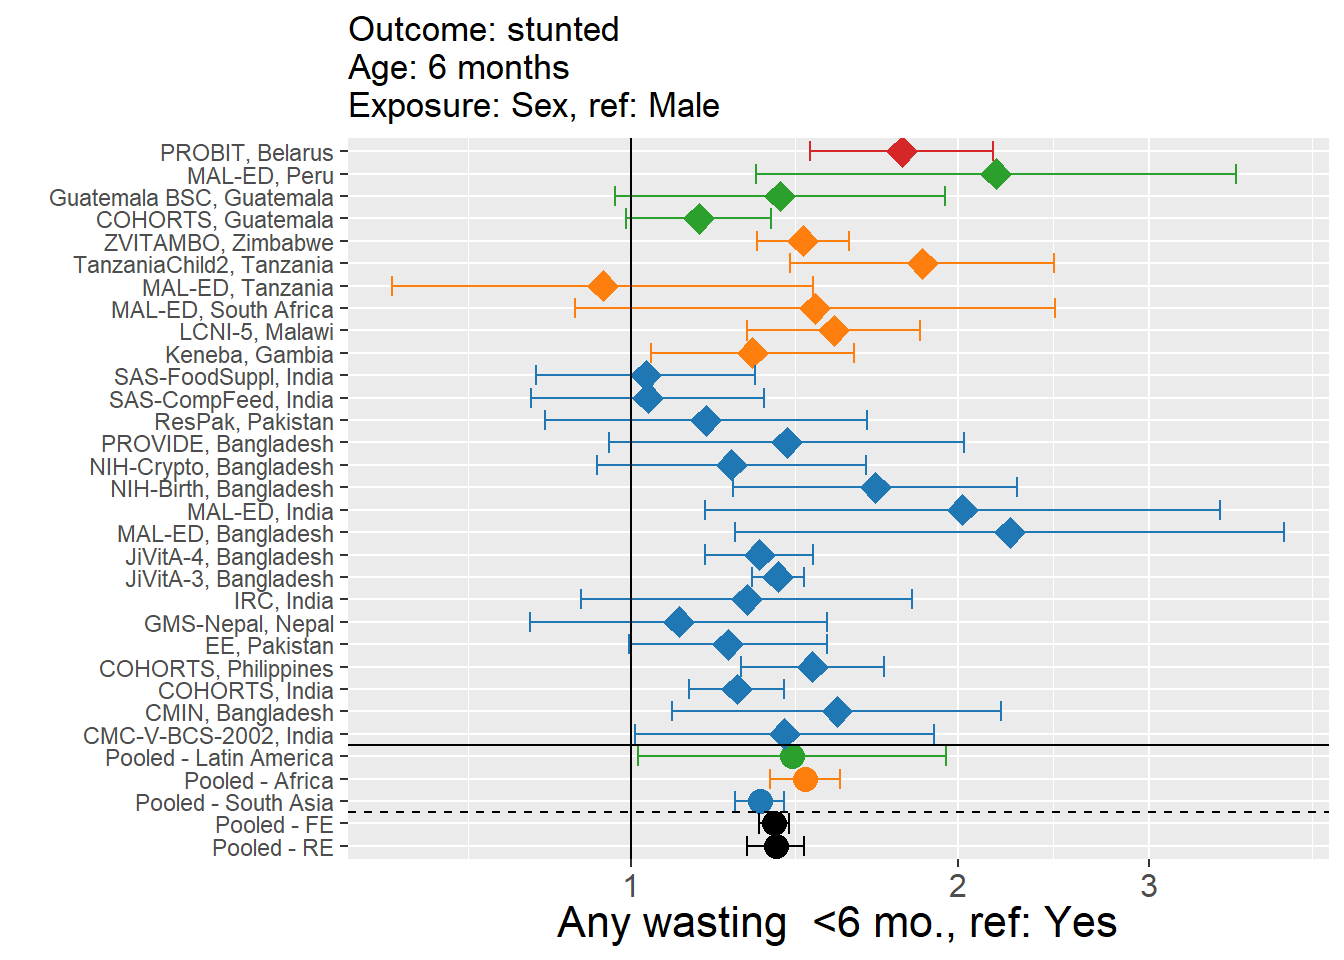 Outcome: stunted
Age: 6 months
Exposure: Sex, ref: Male
PROBIT, Belarus
MAL-ED, Peru
Guatemala BSC, Guatemala
COHORTS, Guatemala
ZVITAMBO, Zimbabwe
TanzaniaChild2, Tanzania
MAL-ED, Tanzania
MAL-ED, South Africa
LCNI-5, Malawi
Keneba, Gambia
SAS-FoodSuppl, India
SAS-CompFeed, India
ResPak, Pakistan
PROVIDE, Bangladesh
NIH-Crypto, Bangladesh
NIH-Birth, Bangladesh
MAL-ED, India
MAL-ED, Bangladesh
JiVitA-4, Bangladesh
JiVitA-3, Bangladesh
IRC, India
GMS-Nepal, Nepal
EE, Pakistan
COHORTS, Philippines
COHORTS, India
CMIN, Bangladesh
CMC-V-BCS-2002, India
Pooled - Latin America
Pooled - Africa
Pooled - South Asia
Pooled - FE
Pooled - RE
1 2 3
Any wasting  <6 mo., ref: Yes